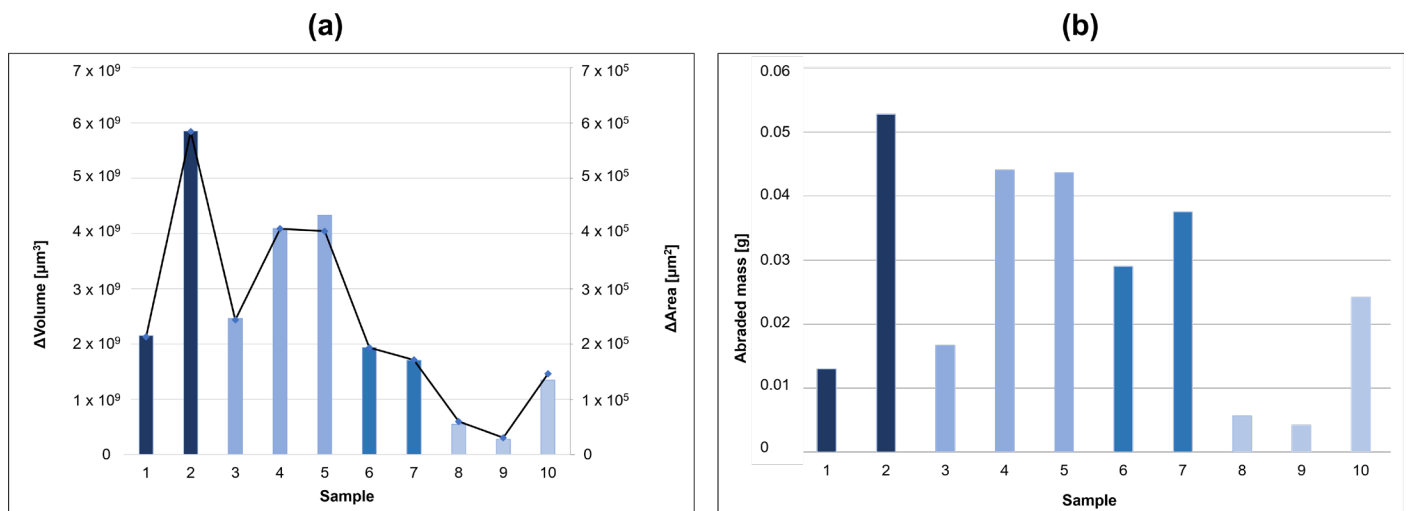 (a)
ΔVolume [µm³]
7 x 10⁹
6 x 10⁹
5 x 10⁹
4 x 10⁹
3 x 10⁹
2 x 10⁹
1 x 10⁹
0
7 x 10⁵
6 x 10⁵
5 x 10⁵
4 x 10⁵
3 x 10⁵
2 x 10⁵
1 x 10⁵
0
ΔArea [µm²]
1 2 3 4 5 6 7 8 9 10
Sample
(b)
Abraded mass [g]
0.06
0.05
0.04
0.03
0.02
0.01
0
1 2 3 4 5 6 7 8 9 10
Sample